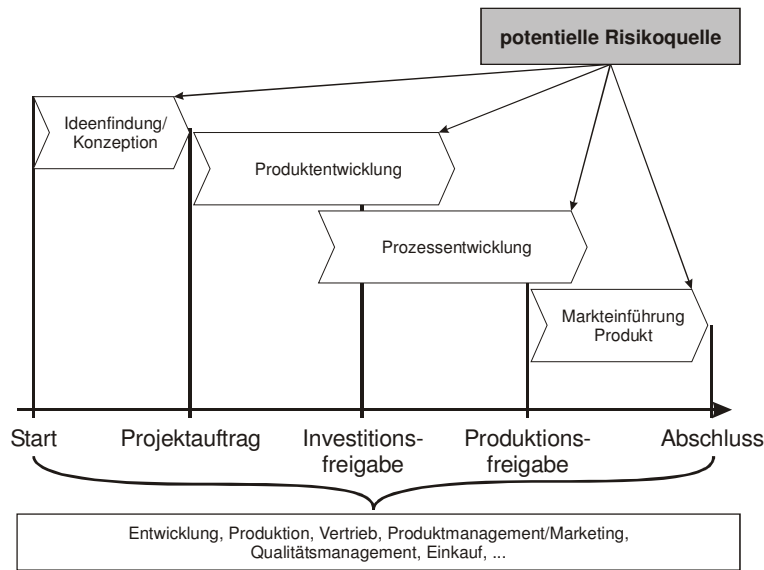 potentielle Risikoquelle
Ideenfindung/
Konzeption
Produktentwicklung
Prozessentwicklung
Markteinführung
Produkt
Start
Projektauftrag
Investitions-
freigabe
Produktions-
freigabe
Abschluss
Entwicklung, Produktion, Vertrieb, Produktmanagement/Marketing,
Qualitätsmanagement, Einkauf, ...